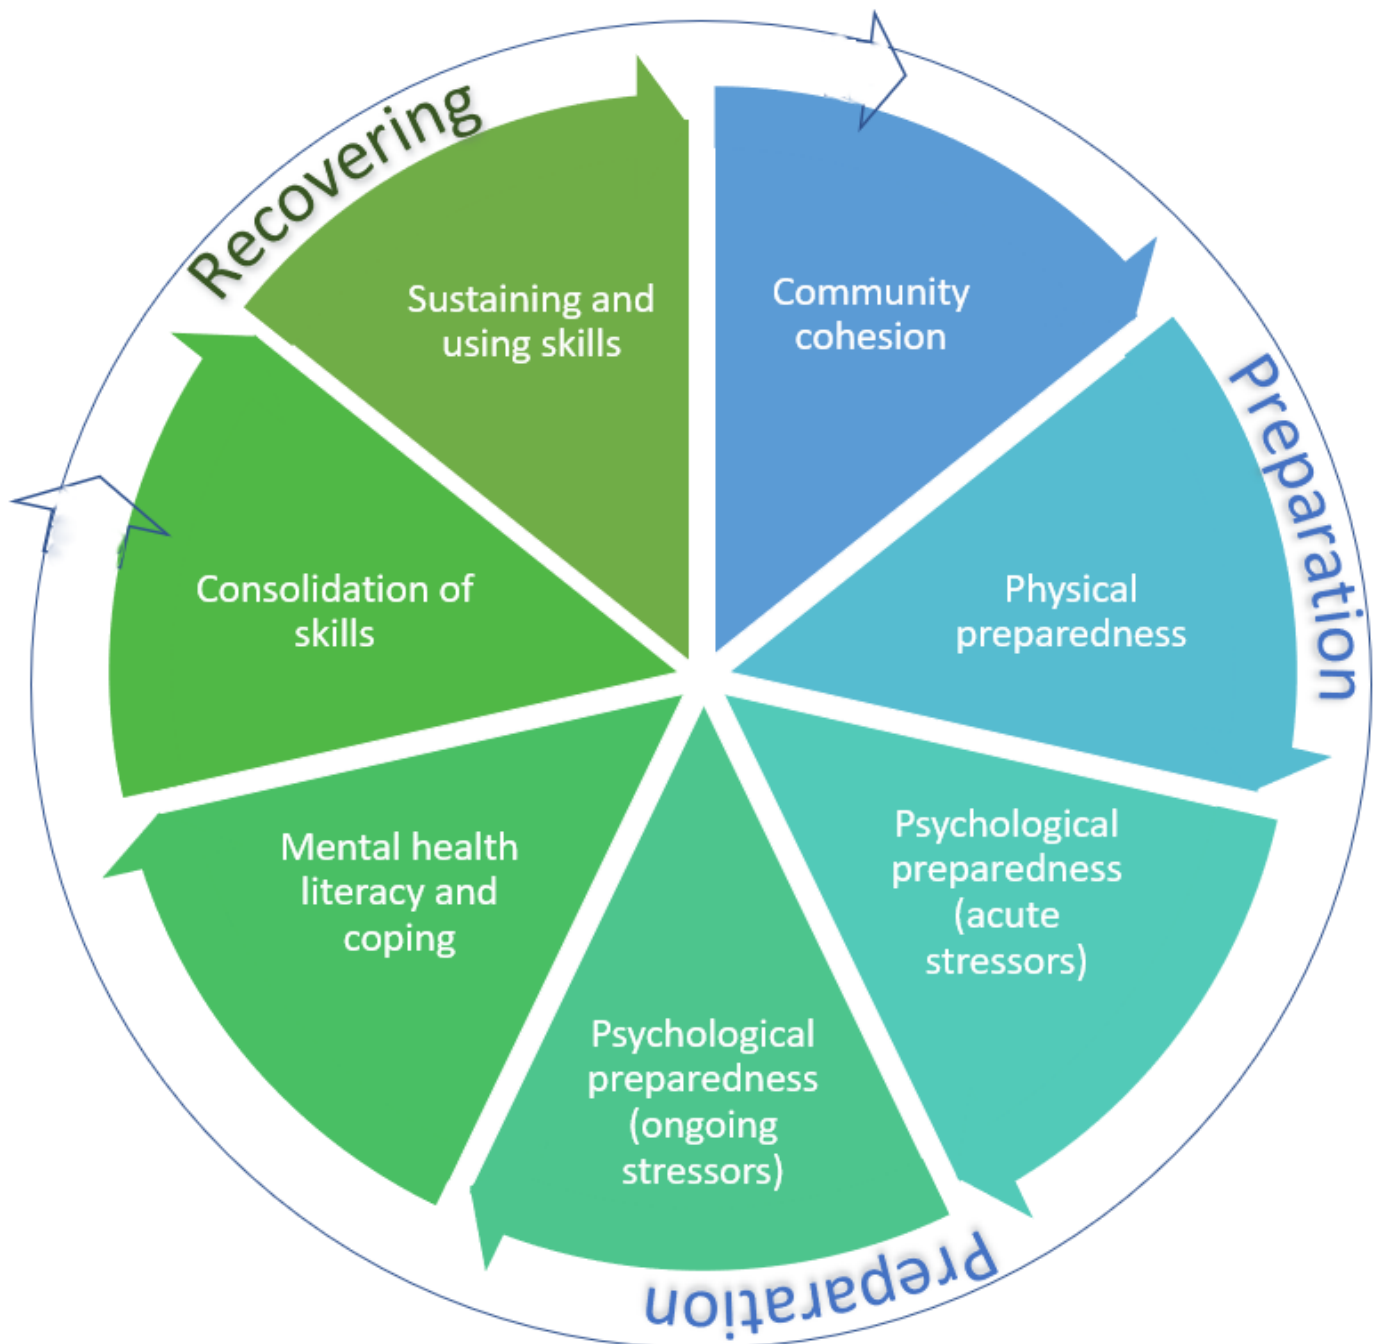 Recovering
Sustaining and
using skills
Community
cohesion
Preparation
Physical
preparedness
Consolidation of
skills
Psychological
preparedness
(acute
stressors)
Mental health
literacy and
coping
Psychological
preparedness
(ongoing
stressors)
Preparation